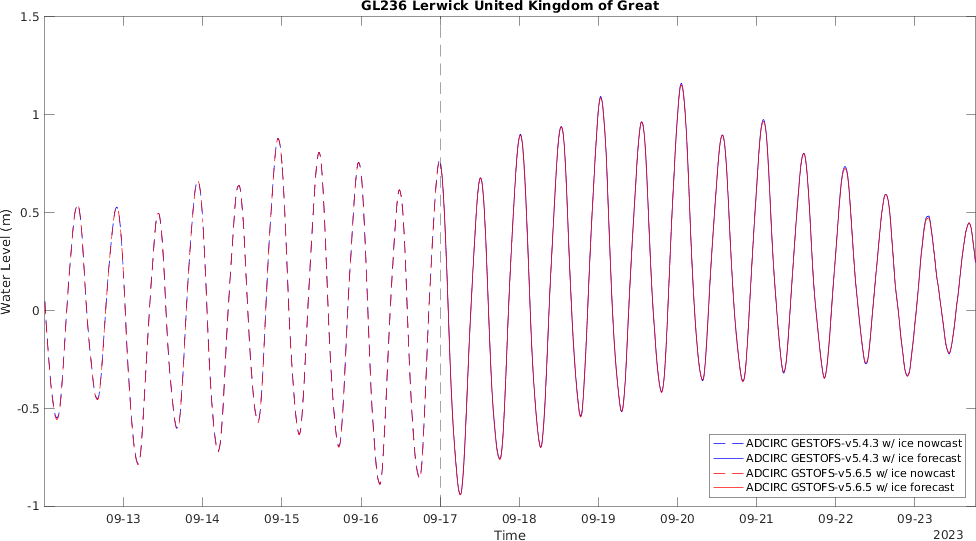 GL236 Lerwick United Kingdom of Great
1.5
1
0.5
0
-0.5
-1
Water Level (m)
09-13
09-14
09-15
09-16
09-17
09-18
09-19
09-20
09-21
09-22
09-23
Time
2023
ADCIRC GESTOFS-v5.4.3 w/ ice nowcast
ADCIRC GESTOFS-v5.4.3 w/ ice forecast
ADCIRC GSTOFS-v5.6.5 w/ ice nowcast
ADCIRC GSTOFS-v5.6.5 w/ ice forecast